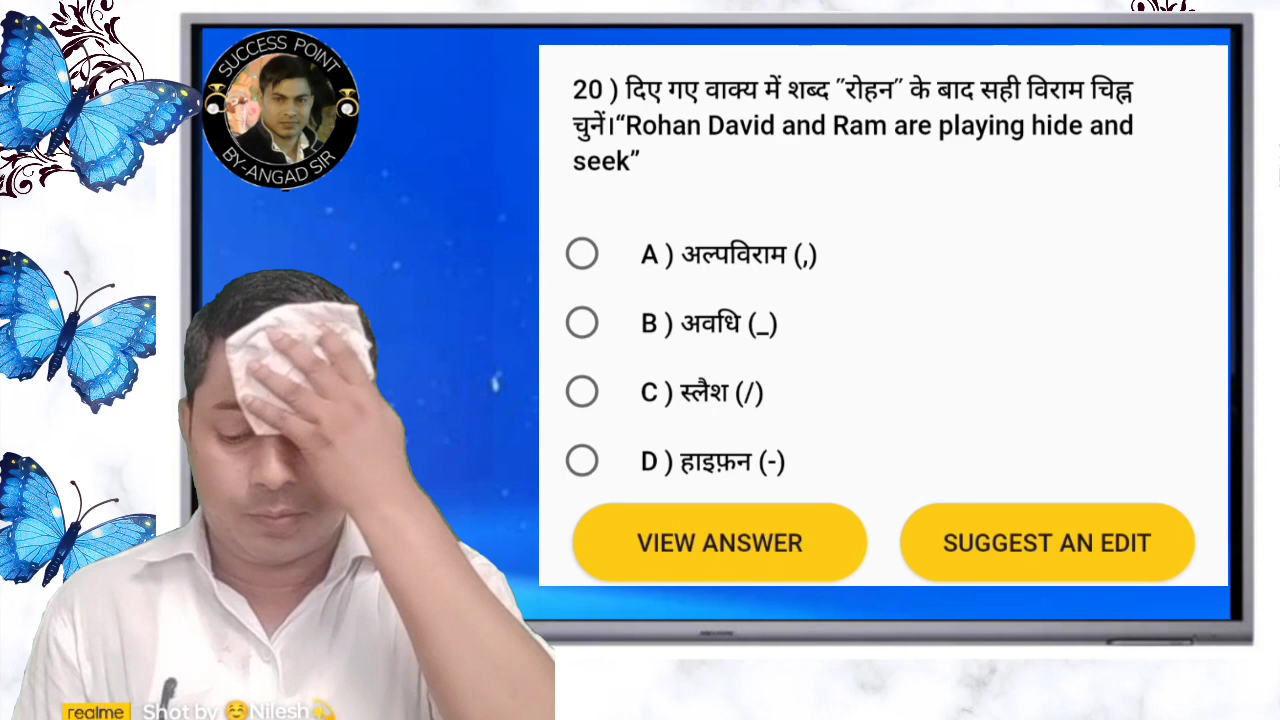 SUCCESS POINT
BY-ANGAD SIR
20 ) दिए गए वाक्य में शब्द "रोहन" के बाद सही विराम चिह्न
चुनें।“Rohan David and Ram are playing hide and
seek”
A ) अल्पविराम (,)
B ) अवधि (_)
C ) स्लैश (/)
D ) हाइफ़न (-)
VIEW ANSWER
SUGGEST AN EDIT
realme Shot by Nilesh